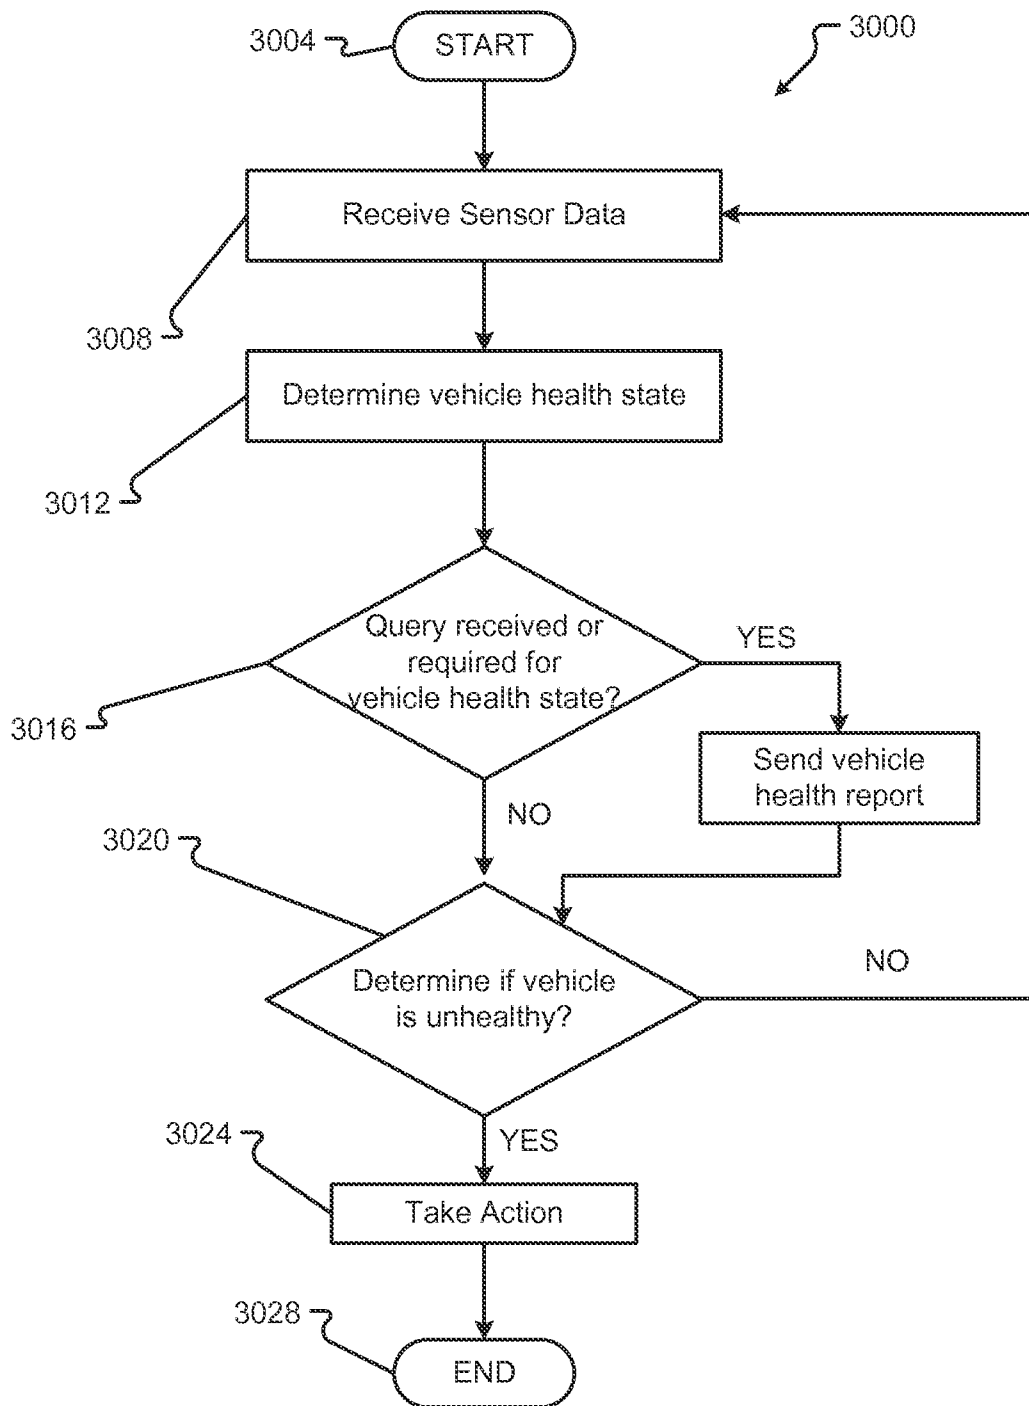 3004
START
3000
Receive Sensor Data
3008
Determine vehicle health state
3012
Query received or
required for
vehicle health state?
YES
3016
Send vehicle
health report
NO
3020
Determine if vehicle
is unhealthy?
NO
YES
3024
Take Action
3028
END